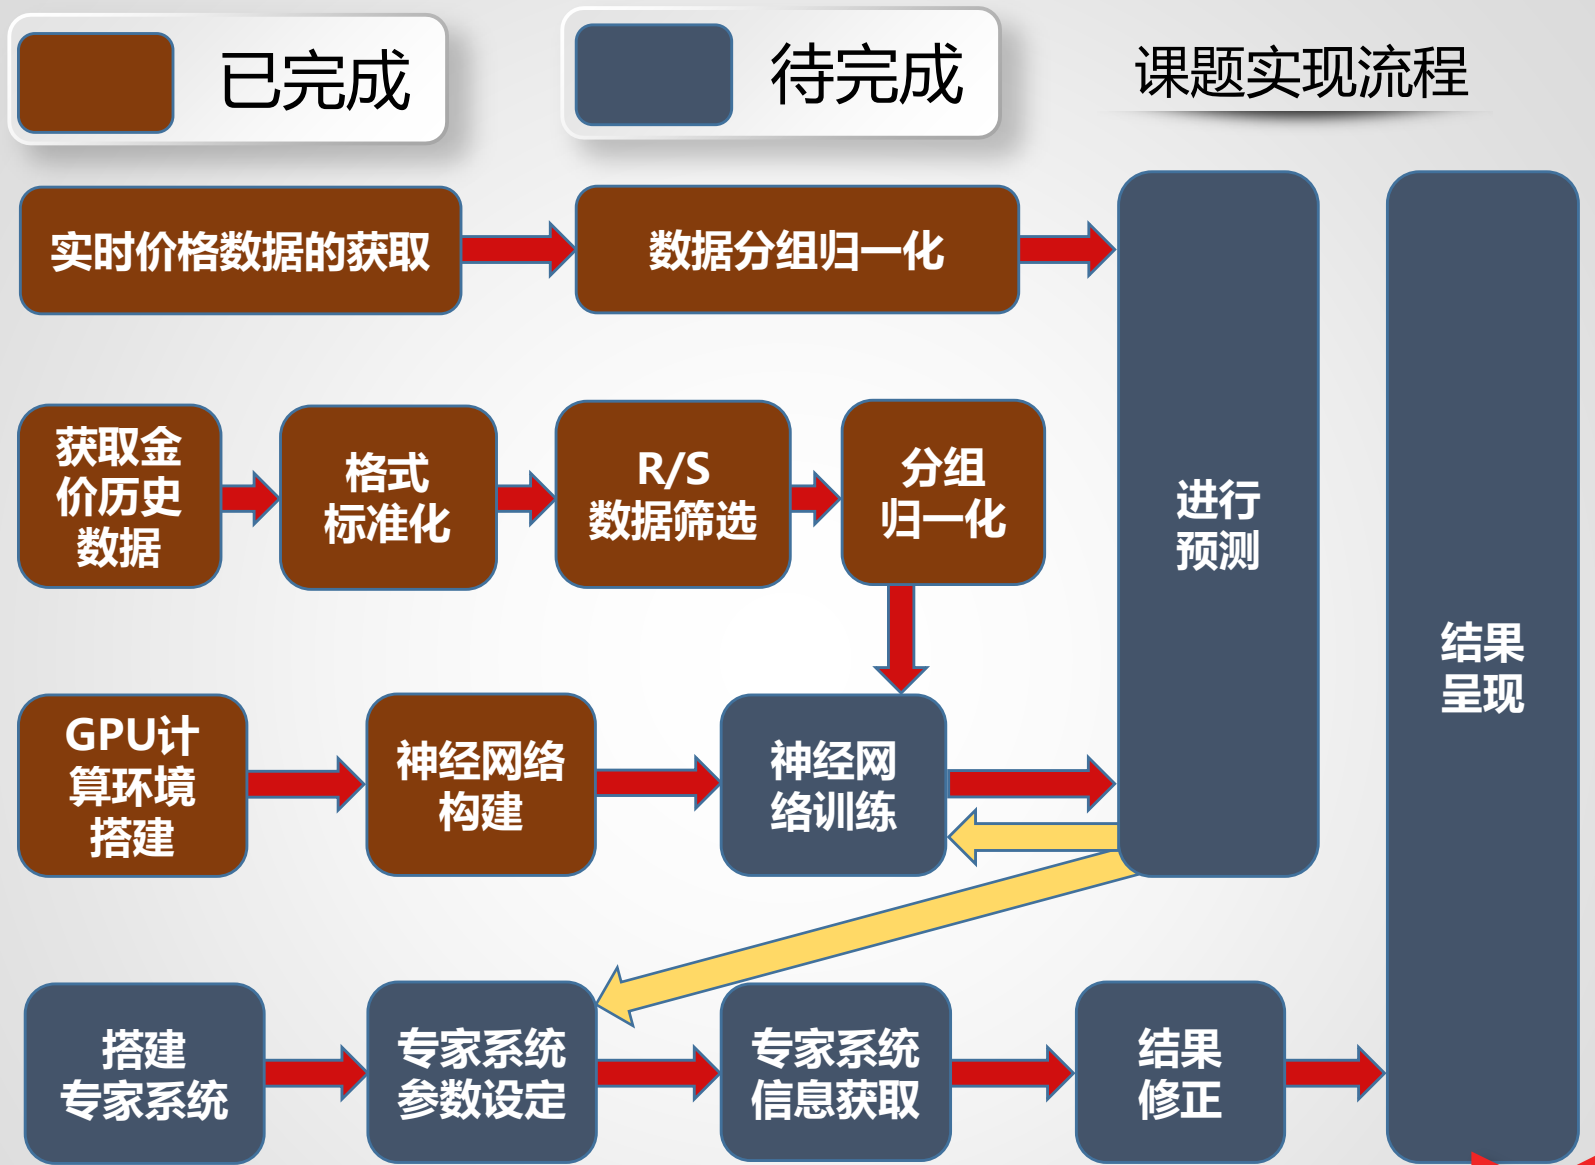 已完成
待完成
课题实现流程
实时价格数据的获取
数据分组归一化
获取金
价历史
数据
格式
标准化
R/S
数据筛选
分组
归一化
进行
预测
结果
呈现
GPU计
算环境
搭建
神经网络
构建
神经网
络训练
搭建
专家系统
专家系统
参数设定
专家系统
信息获取
结果
修正